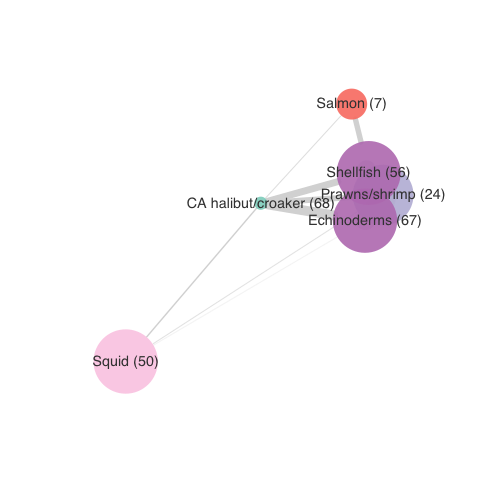 Salmon (7)
Shellfish (56)
Prawns/shrimp (24)
CA halibut/croaker (68)
Echinoderms (67)
Squid (50)